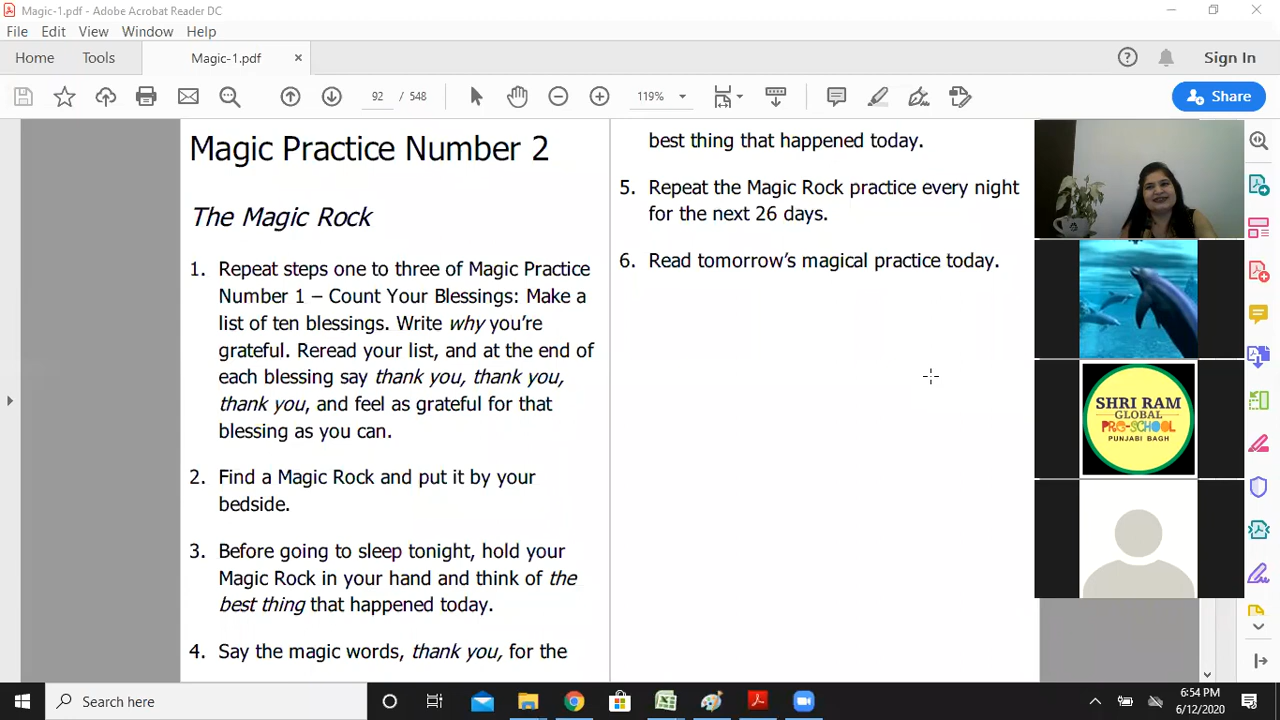 Magic-1.pdf - Adobe Acrobat Reader DC
File Edit View Window Help
Home Tools Magic-1.pdf × Sign In
92 / 548 119% Share
Magic Practice Number 2
The Magic Rock
1. Repeat steps one to three of Magic Practice
Number 1 – Count Your Blessings: Make a
list of ten blessings. Write why you’re
grateful. Reread your list, and at the end of
each blessing say thank you, thank you,
thank you, and feel as grateful for that
blessing as you can.
2. Find a Magic Rock and put it by your
bedside.
3. Before going to sleep tonight, hold your
Magic Rock in your hand and think of the
best thing that happened today.
4. Say the magic words, thank you, for the
best thing that happened today.
5. Repeat the Magic Rock practice every night
for the next 26 days.
6. Read tomorrow’s magical practice today.
SHRI RAM
GLOBAL
PRE-SCHOOL
PUNJABI BAGH
Search here
6:54 PM
6/12/2020